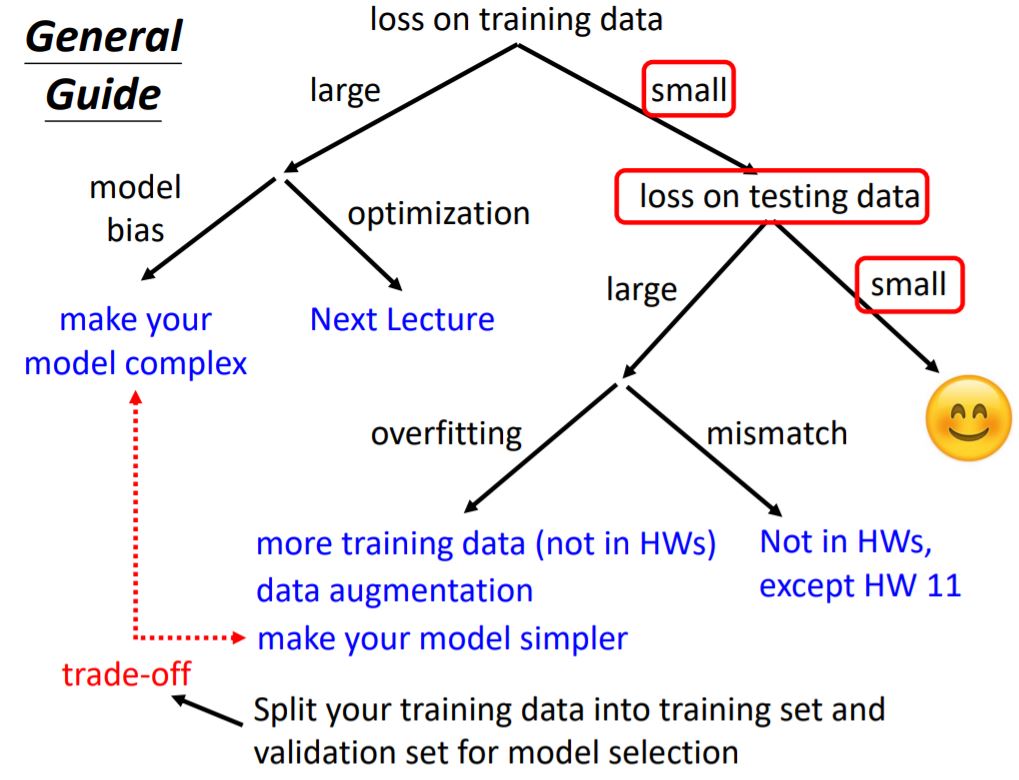 General
Guide
loss on training data
large
small
model
bias
optimization
loss on testing data
make your
model complex
Next Lecture
large
small
overfitting
mismatch
more training data (not in HWs)
data augmentation
make your model simpler
Not in HWs,
except HW 11
trade-off
Split your training data into training set and
validation set for model selection